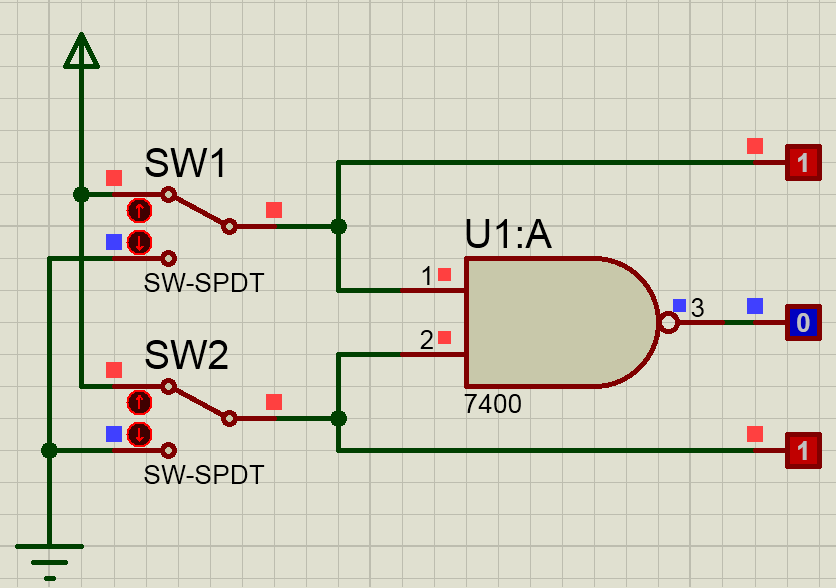 SW1
SW-SPDT
SW2
SW-SPDT
U1:A
1
2
3
7400
1
0
1